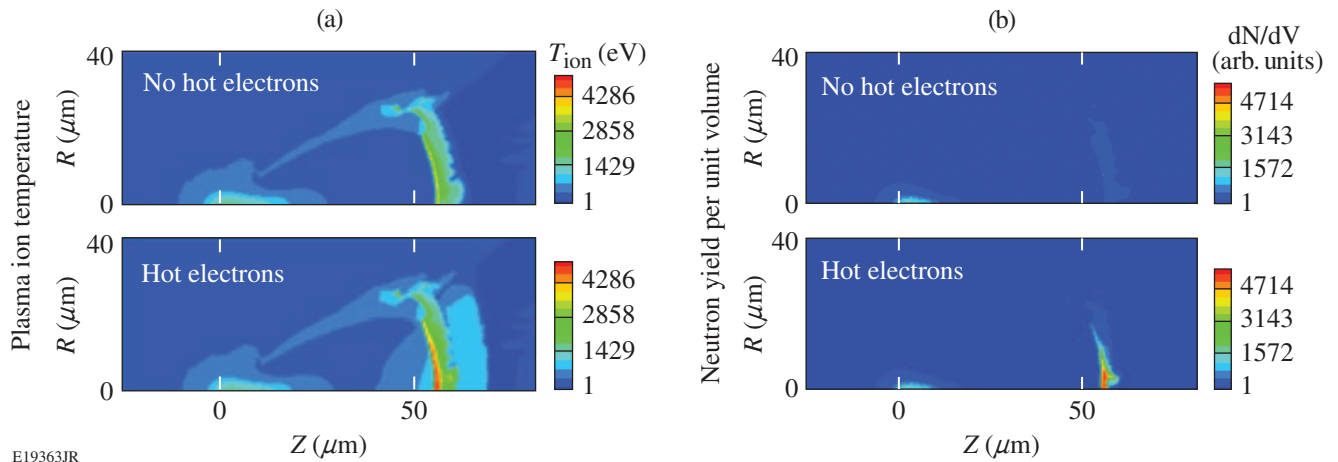 (a)
Plasma ion temperature
R (μm)
40
0
No hot electrons
T_ion (eV)
4286
2858
1429
1
R (μm)
40
0
Hot electrons
4286
2858
1429
1
0
50
Z (μm)
(b)
Neutron yield per unit volume
R (μm)
40
0
No hot electrons
dN/dV
(arb. units)
4714
3143
1572
1
R (μm)
40
0
Hot electrons
4714
3143
1572
1
0
50
Z (μm)
E19363JR